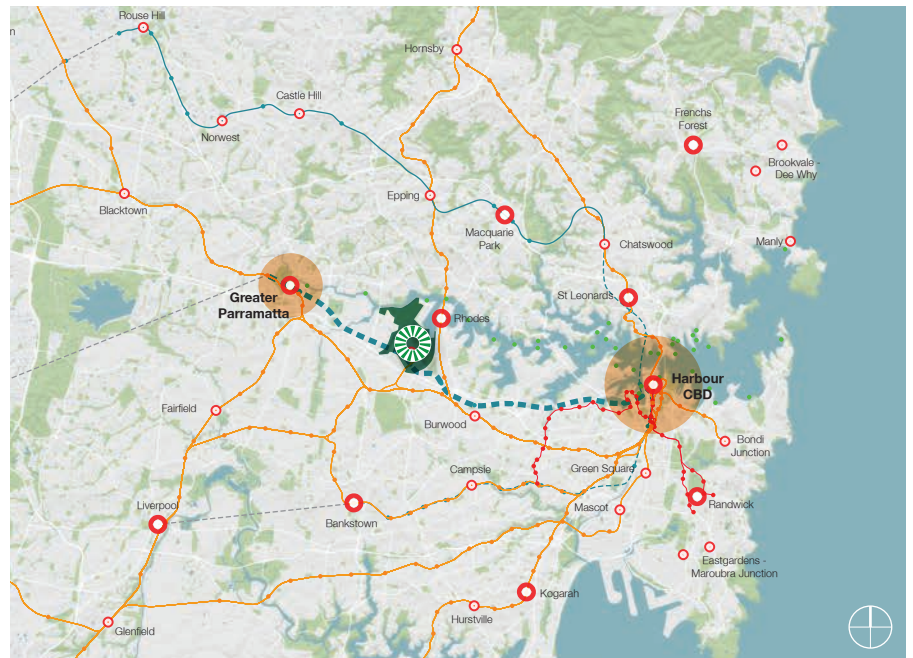 Rouse Hill
n
Hornsby
Castle Hill
Norwest
Frenchs
Forest
Brookvale -
Dee Why
Epping
Blacktown
Macquarie
Park
Chatswood
Manly
Greater
Parramatta
St Leonards
Rhodes
Harbour
CBD
Fairfield
Burwood
Bondi
Junction
Campsie
Green Square
Liverpool
Bankstown
Mascot
Randwick
Eastgardens -
Maroubra Junction
Kogarah
Hurstville
Glenfield